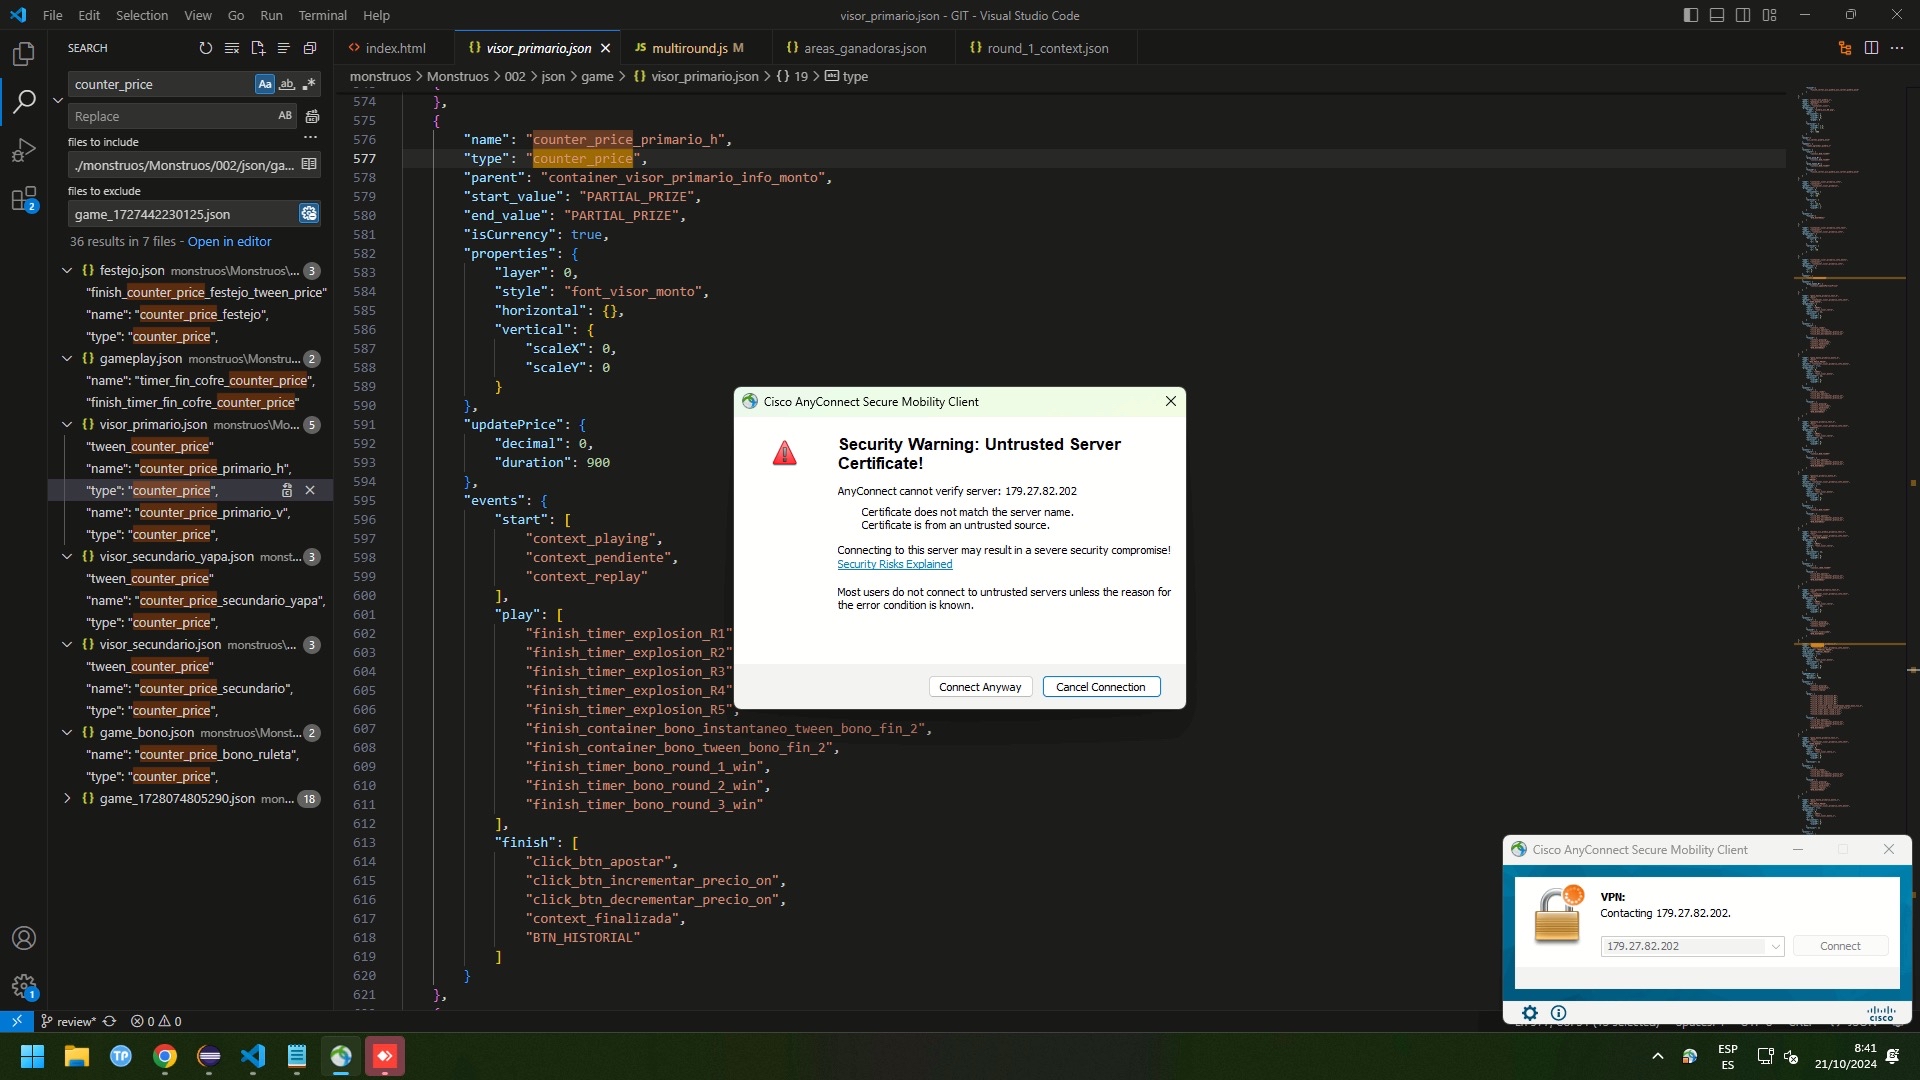 File Edit Selection View Go Run Terminal Help
visor_primario.json - GIT - Visual Studio Code
SEARCH
counter_price
Aa ab .*
Replace
AB
files to include
./monstruos/Monstruos/002/json/ga...
files to exclude
game_1727442230125.json
36 results in 7 files - Open in editor
festejo.json monstruos\Monstruos\... 3
"finish_counter_price_festejo_tween_price"
"name": "counter_price_festejo",
"type": "counter_price",
gameplay.json monstruos\Monstru... 2
"name": "timer_fin_cofre_counter_price",
"finish_timer_fin_cofre_counter_price"
visor_primario.json monstruos\Mo... 5
"tween_counter_price"
"name": "counter_price_primario_h",
"type": "counter_price",
"name": "counter_price_primario_v",
"type": "counter_price",
visor_secundario_yapa.json monst... 3
"tween_counter_price"
"name": "counter_price_secundario_yapa",
"type": "counter_price",
visor_secundario.json monstruos\... 3
"tween_counter_price"
"name": "counter_price_secundario",
"type": "counter_price",
game_bono.json monstruos\Monst... 2
"name": "counter_price_bono_ruleta",
"type": "counter_price",
game_1728074805290.json mon... 18
index.html
visor_primario.json
JS multiround.js M
areas_ganadoras.json
round_1_context.json
monstruos > Monstruos > 002 > json > game > {} visor_primario.json > {} 19 > type
574 },
575 {
576 "name": "counter_price_primario_h",
577 "type": "counter_price",
578 "parent": "container_visor_primario_info_monto",
579 "start_value": "PARTIAL_PRIZE",
580 "end_value": "PARTIAL_PRIZE",
581 "isCurrency": true,
582 "properties": {
583 "layer": 0,
584 "style": "font_visor_monto",
585 "horizontal": {},
586 "vertical": {
587 "scaleX": 0,
588 "scaleY": 0
589 }
590 },
591 "updatePrice": {
592 "decimal": 0,
593 "duration": 900
594 },
595 "events": {
596 "start": [
597 "context_playing",
598 "context_pendiente",
599 "context_replay"
600 ],
601 "play": [
602 "finish_timer_explosion_R1"
603 "finish_timer_explosion_R2"
604 "finish_timer_explosion_R3"
605 "finish_timer_explosion_R4"
606 "finish_timer_explosion_R5",
607 "finish_container_bono_instantaneo_tween_bono_fin_2",
608 "finish_container_bono_tween_bono_fin_2",
609 "finish_timer_bono_round_1_win",
610 "finish_timer_bono_round_2_win",
611 "finish_timer_bono_round_3_win"
612 ],
613 "finish": [
614 "click_btn_apostar",
615 "click_btn_incrementar_precio_on",
616 "click_btn_decrementar_precio_on",
617 "context_finalizada",
618 "BTN_HISTORIAL"
619 ]
620 }
621 },
Cisco AnyConnect Secure Mobility Client
Security Warning: Untrusted Server
Certificate!
AnyConnect cannot verify server: 179.27.82.202
Certificate does not match the server name.
Certificate is from an untrusted source.
Connecting to this server may result in a severe security compromise!
Security Risks Explained
Most users do not connect to untrusted servers unless the reason for
the error condition is known.
Connect Anyway
Cancel Connection
Cisco AnyConnect Secure Mobility Client
VPN:
Contacting 179.27.82.202.
179.27.82.202
Connect
cisco
2
1
review*
0 0
TP
ESP
ES
8:41
21/10/2024